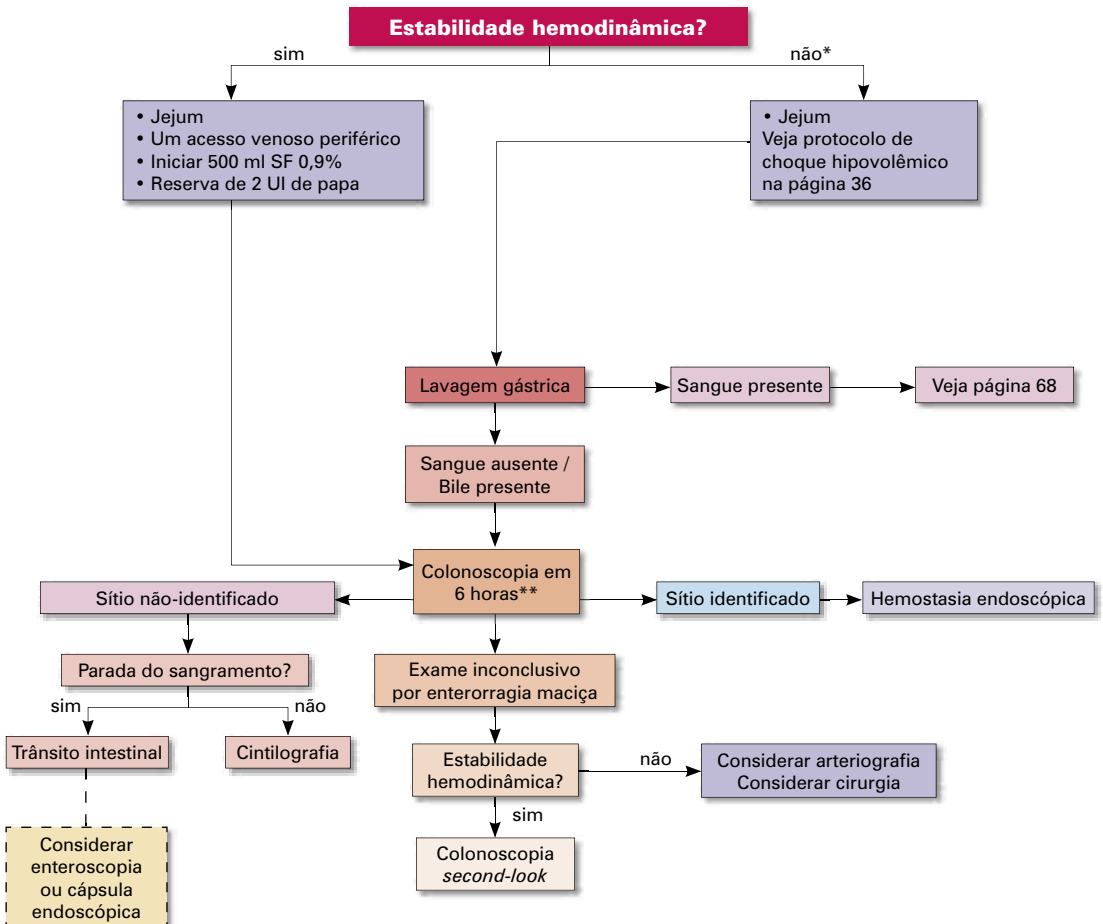 Estabilidade hemodinâmica?
sim
não*
• Jejum
• Um acesso venoso periférico
• Iniciar 500 ml SF 0,9%
• Reserva de 2 UI de papa
• Jejum
Veja protocolo de
choque hipovolêmico
na página 36
Lavagem gástrica
Sangue presente
Veja página 68
Sangue ausente /
Bile presente
Colonoscopia em
6 horas**
Sítio não-identificado
Sítio identificado
Hemostasia endoscópica
Parada do sangramento?
sim
não
Trânsito intestinal
Cintilografia
Considerar
enteroscopia
ou cápsula
endoscópica
Exame inconclusivo
por enterorragia maciça
Estabilidade
hemodinâmica?
não
Considerar arteriografia
Considerar cirurgia
sim
Colonoscopia
second-look